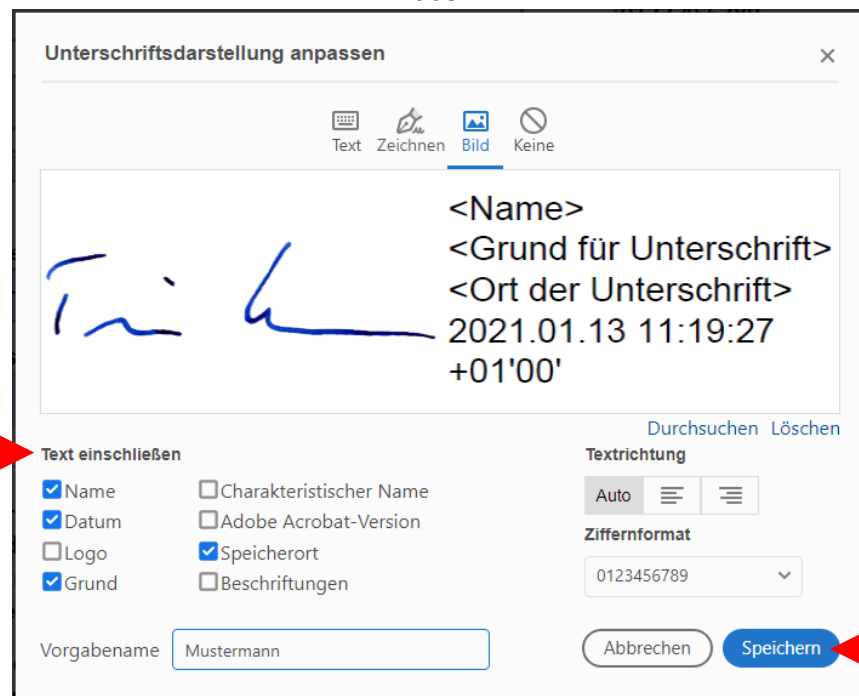 Unterschriftsdarstellung anpassen
Text Zeichnen Bild Keine
<Name>
<Grund für Unterschrift>
<Ort der Unterschrift>
2021.01.13 11:19:27
+01'00'
Durchsuchen Löschen
Text einschließen
Textrichtung
Name
Charakteristischer Name
Auto
Datum
Adobe Acrobat-Version
Ziffernformat
Logo
Speicherort
0123456789
Grund
Beschriftungen
Vorgabename Mustermann
Abbrechen Speichern